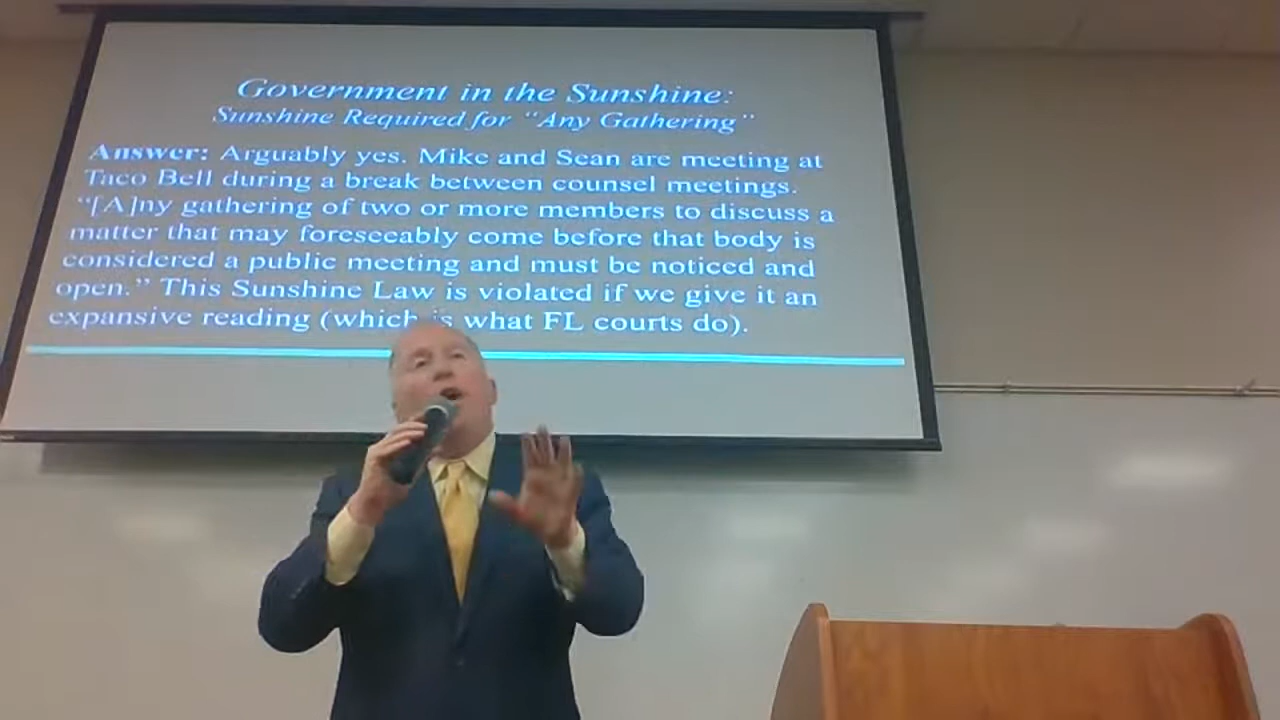 Government in the Sunshine:
Sunshine Required for "Any Gathering"
Answer: Arguably yes. Mike and Sean are meeting at
Taco Bell during a break between counsel meetings.
"[A]ny gathering of two or more members to discuss a
matter that may foreseeably come before that body is
considered a public meeting and must be noticed and
open." This Sunshine Law is violated if we give it an
expansive reading (which is what FL courts do).